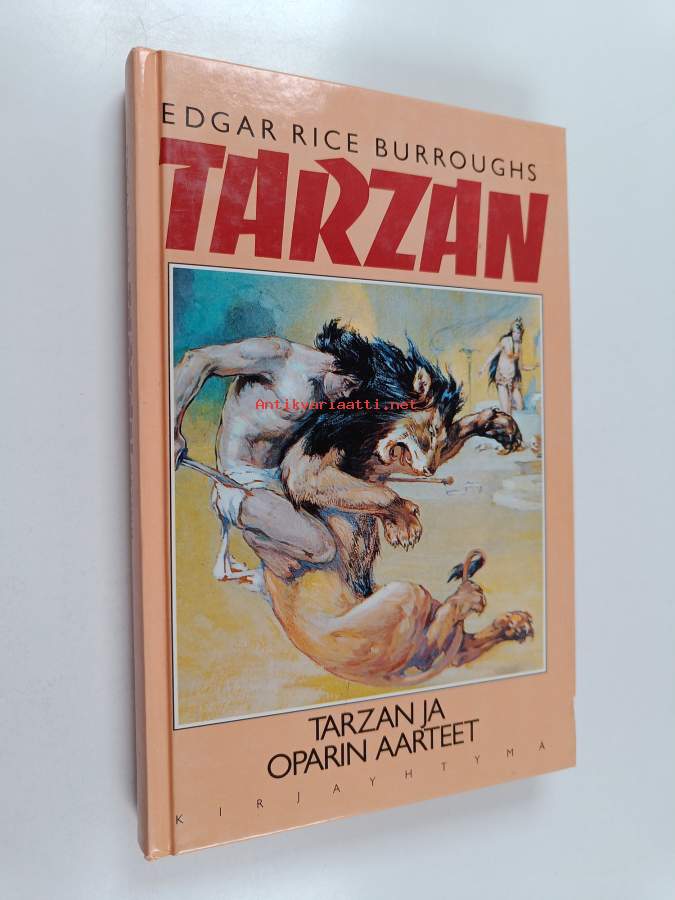 EDGAR RICE BURROUGHS
TARZAN
Antikvariaatti.net
TARZAN JA
OPARIN AARTEET
KIRJAYHTYMÄ